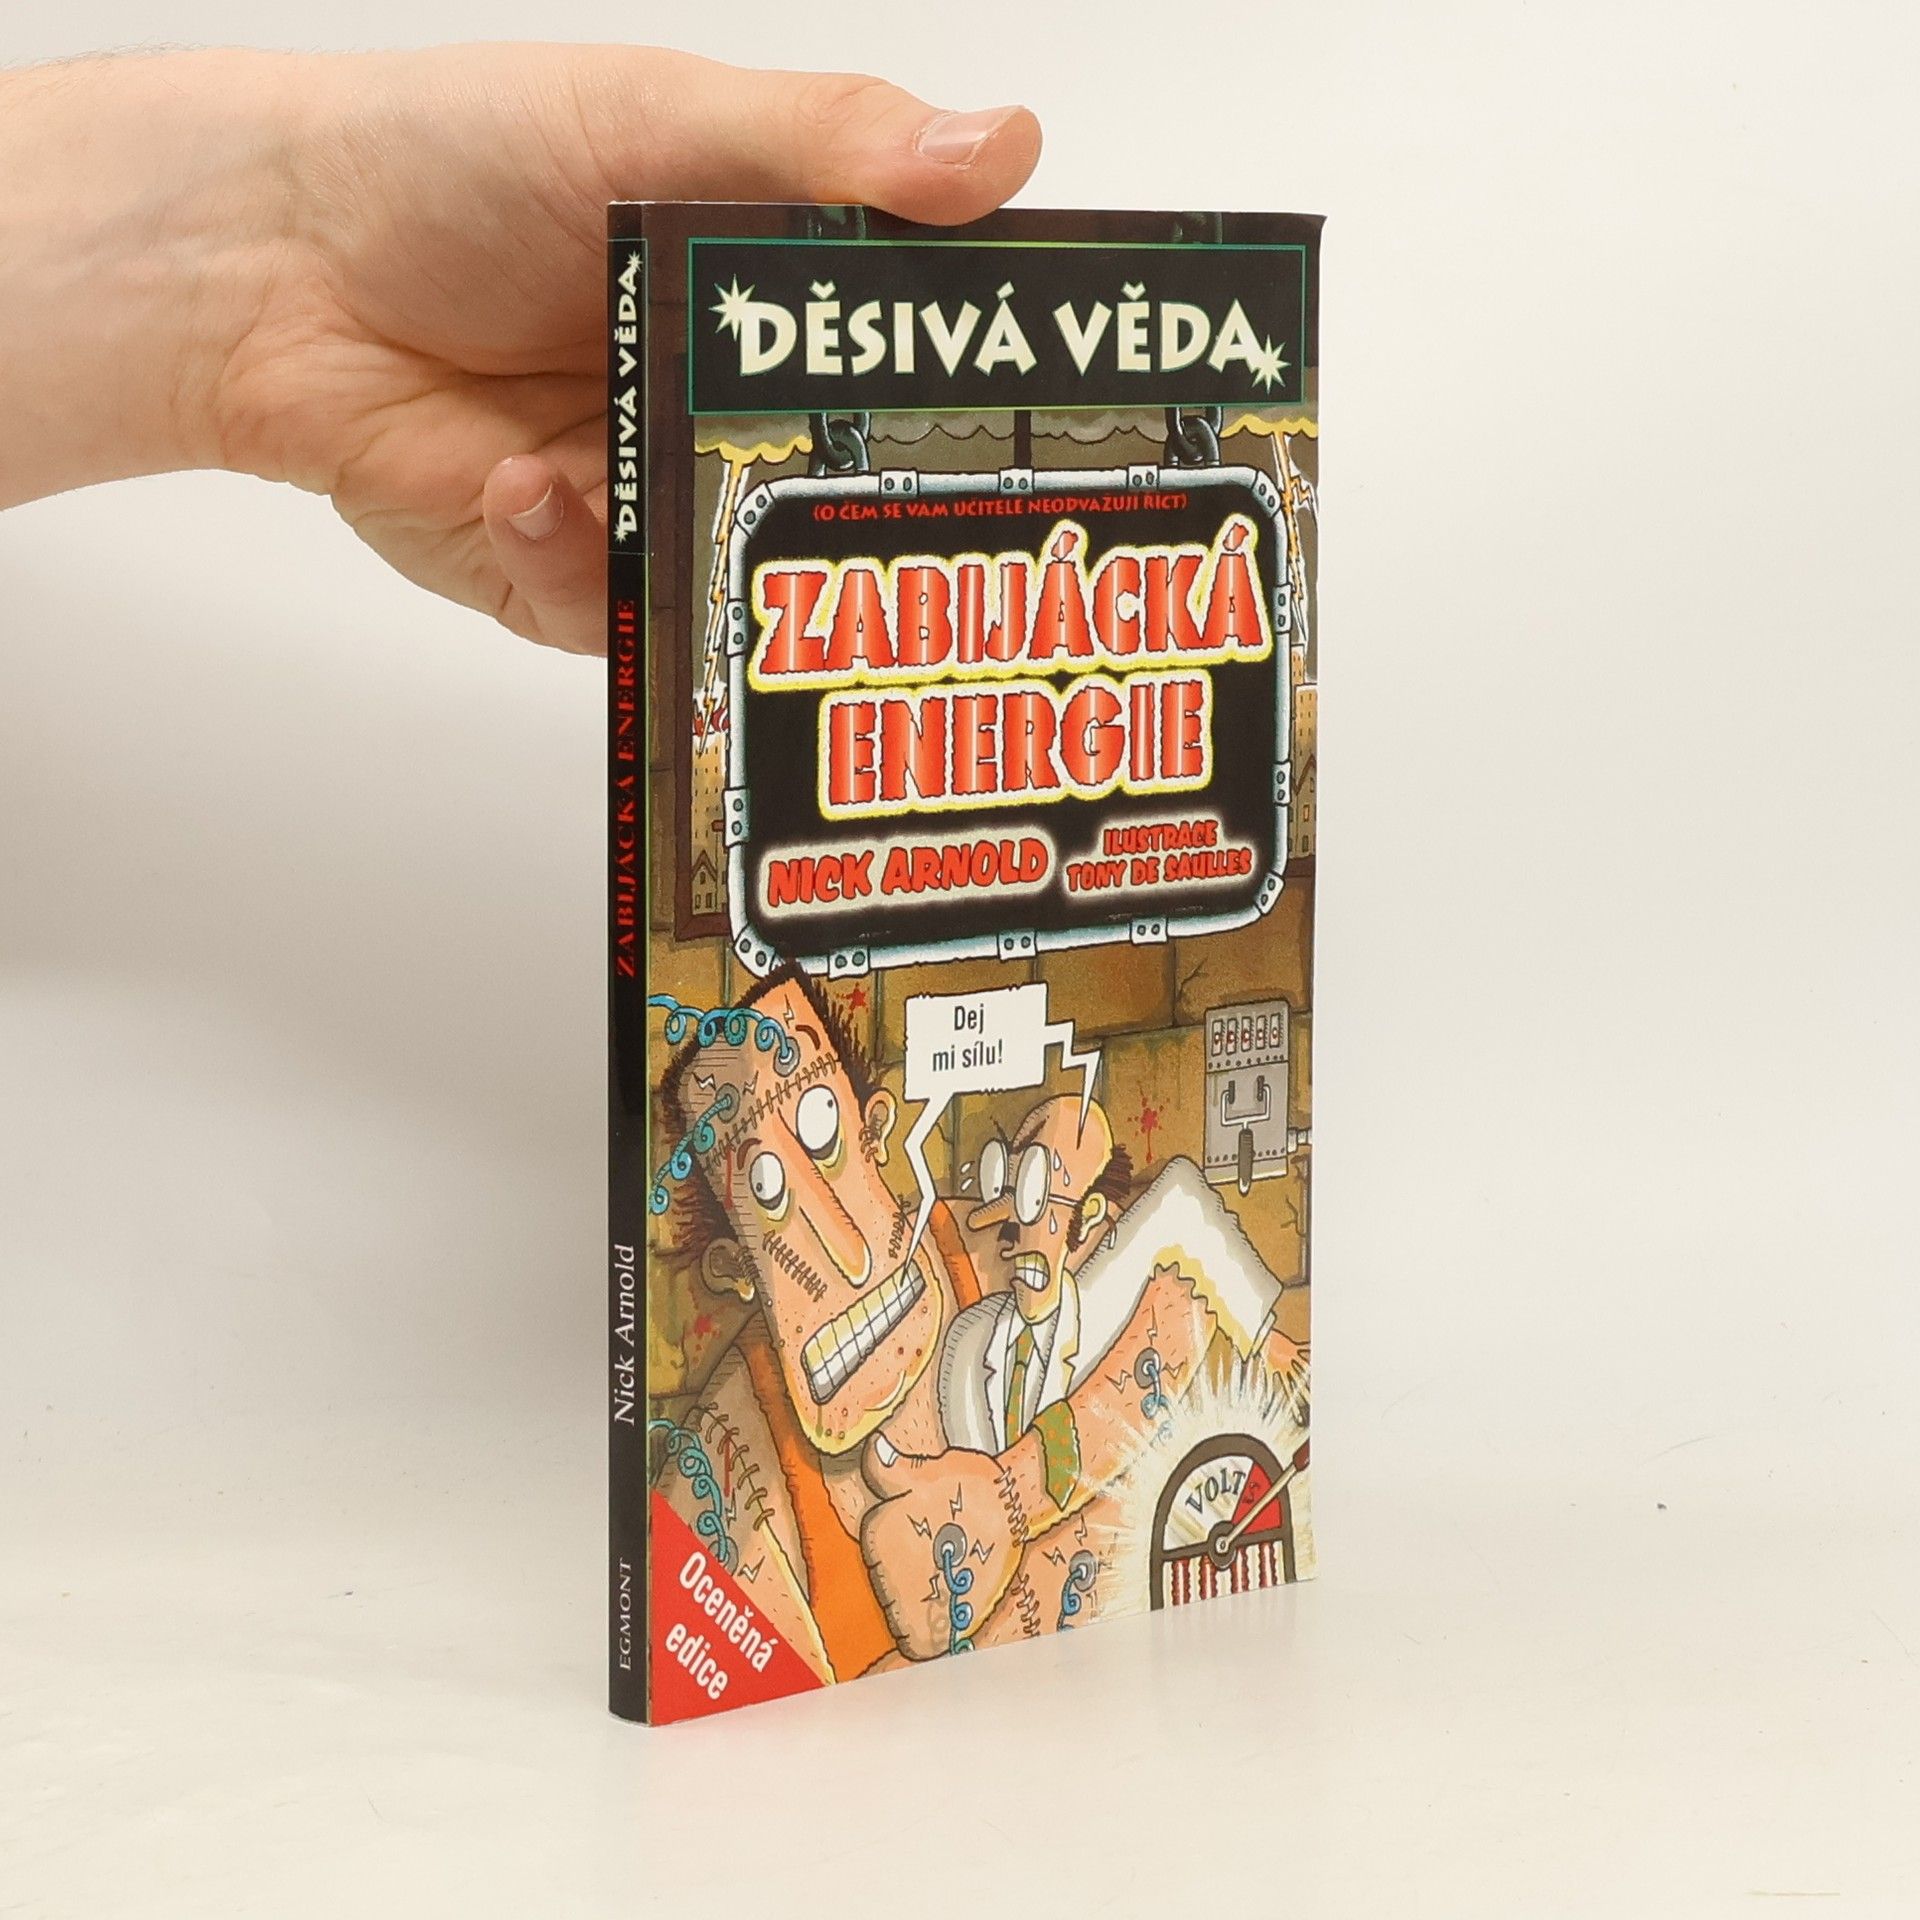 DĚSIVÁ VĚDA
(O ČEM SE VÁM UČITELÉ NEODVAŽUJÍ ŘÍCT)
ZABIJÁCKÁ
ENERGIE
NICK ARNOLD
ILUSTRACE
TONY DE SAULLES
Dej
mi sílu!
VOLTS
Oceněná
edice
DĚSIVÁ VĚDA
ZABIJÁCKÁ ENERGIE
Nick Arnold
EGMONT